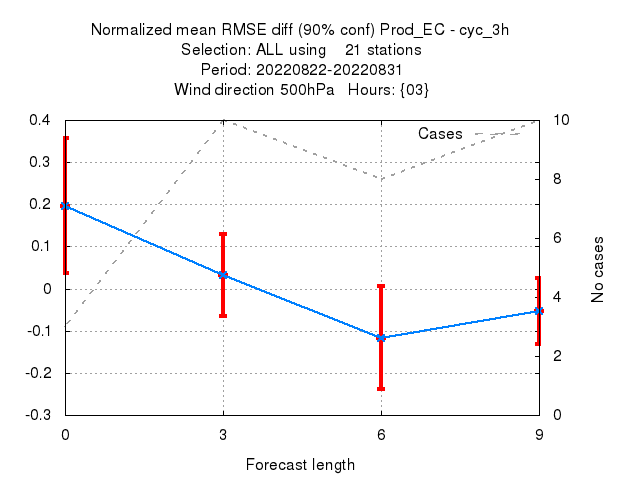 Normalized mean RMSE diff (90% conf) Prod_EC - cyc_3h
Selection: ALL using    21 stations
Period: 20220822-20220831
Wind direction 500hPa   Hours: {03}
Cases
0.4
0.3
0.2
0.1
0
-0.1
-0.2
-0.3
10
8
6
4
2
0
No cases
0 3 6 9
Forecast length